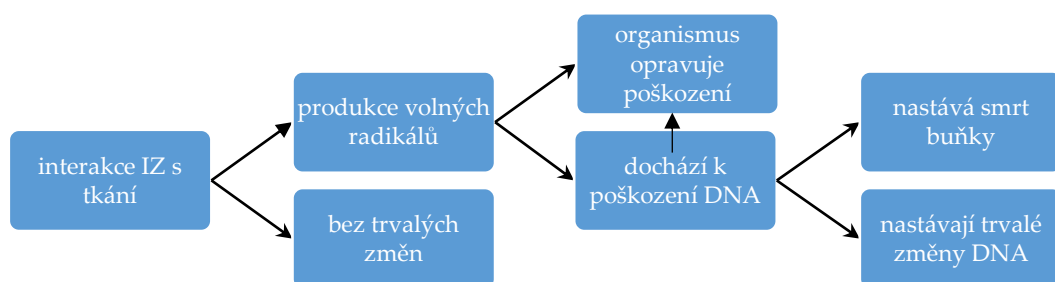 interakce IZ s
tkání
produkce volných
radikálů
bez trvalých
změn
organismus
opravuje
poškození
dochází k
poškození DNA
nastává smrt
buňky
nastávají trvalé
změny DNA